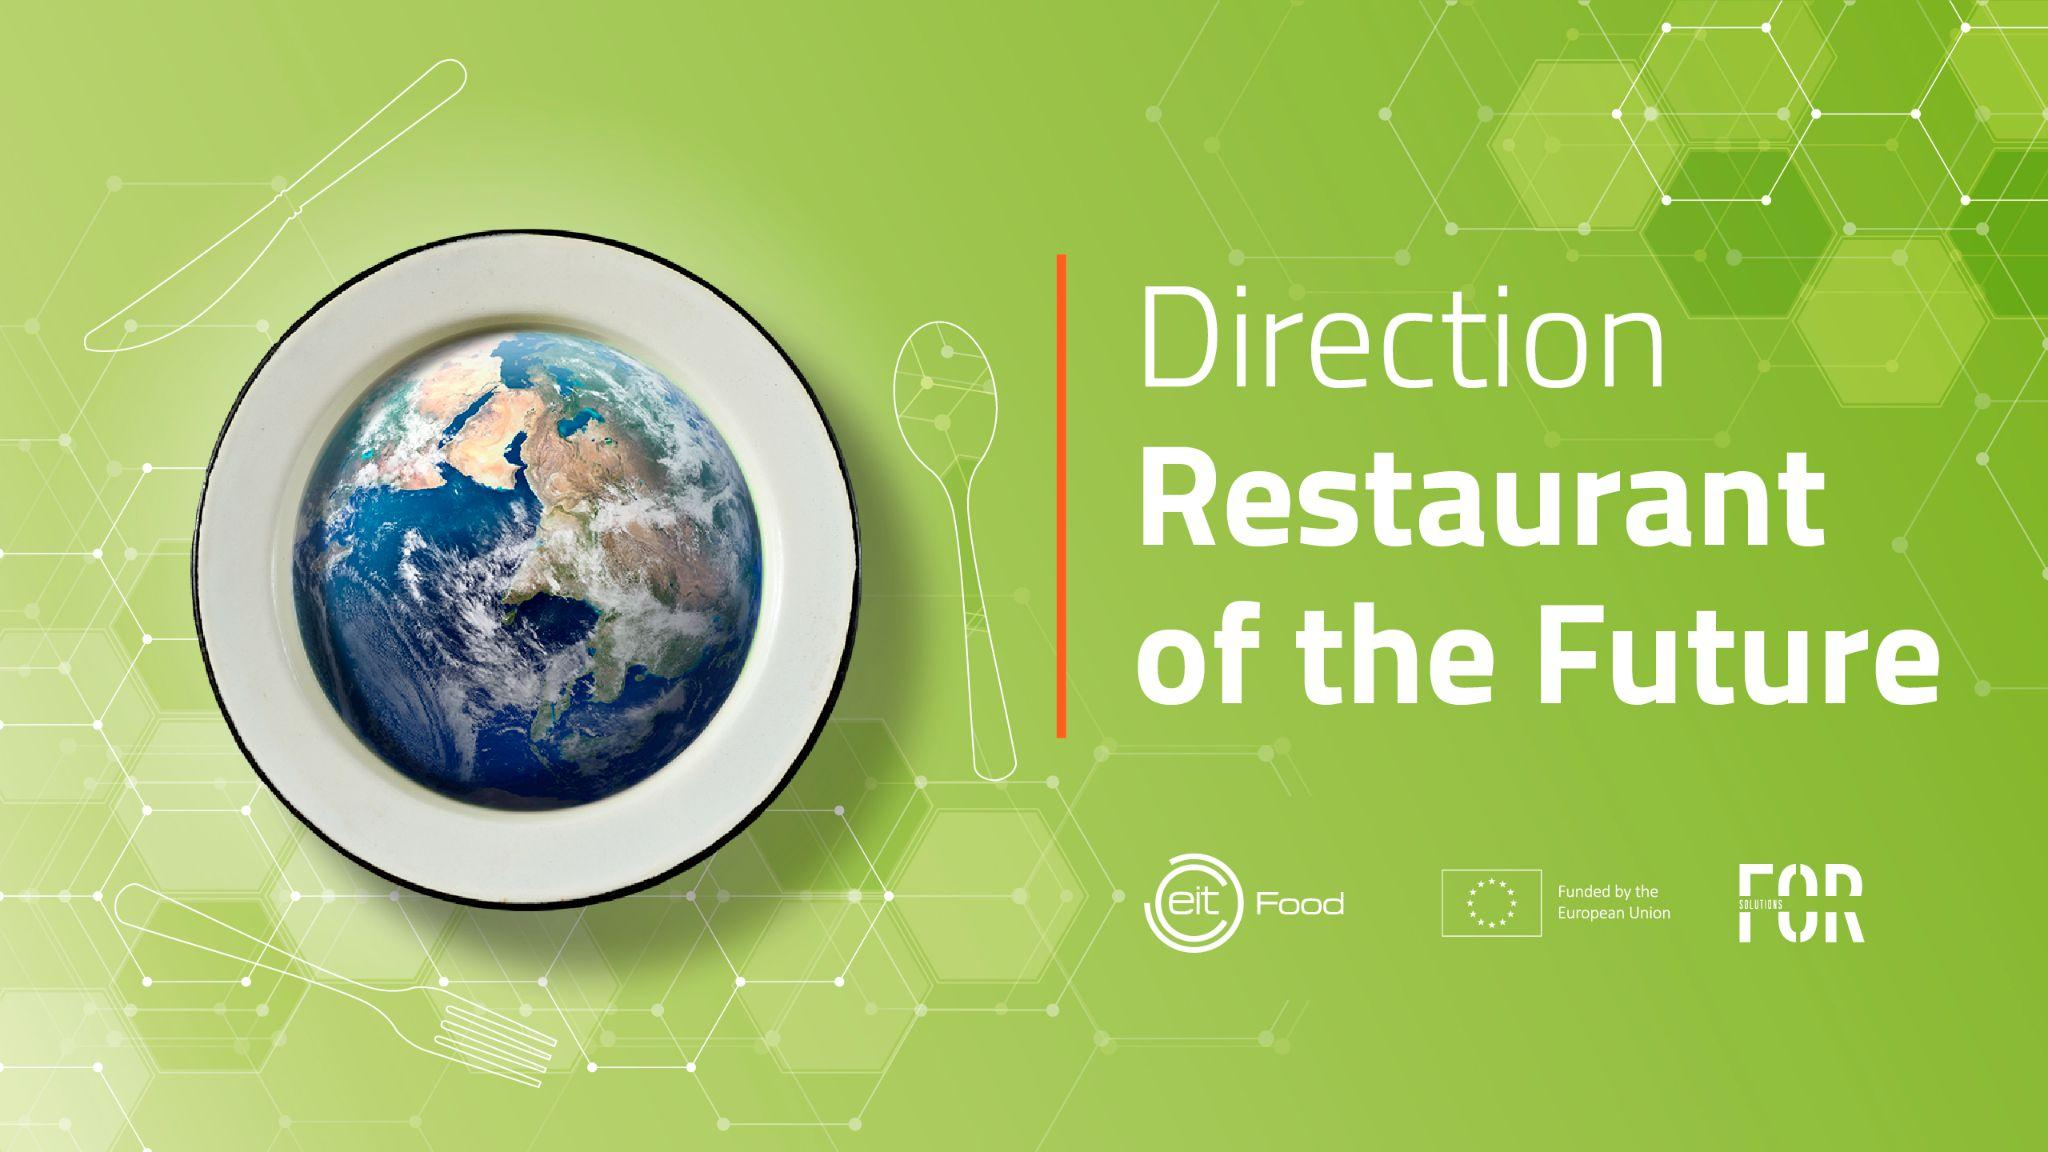 Direction
Restaurant
of the Future
eit Food
Funded by the
European Union
FOR
SOLUTIONS